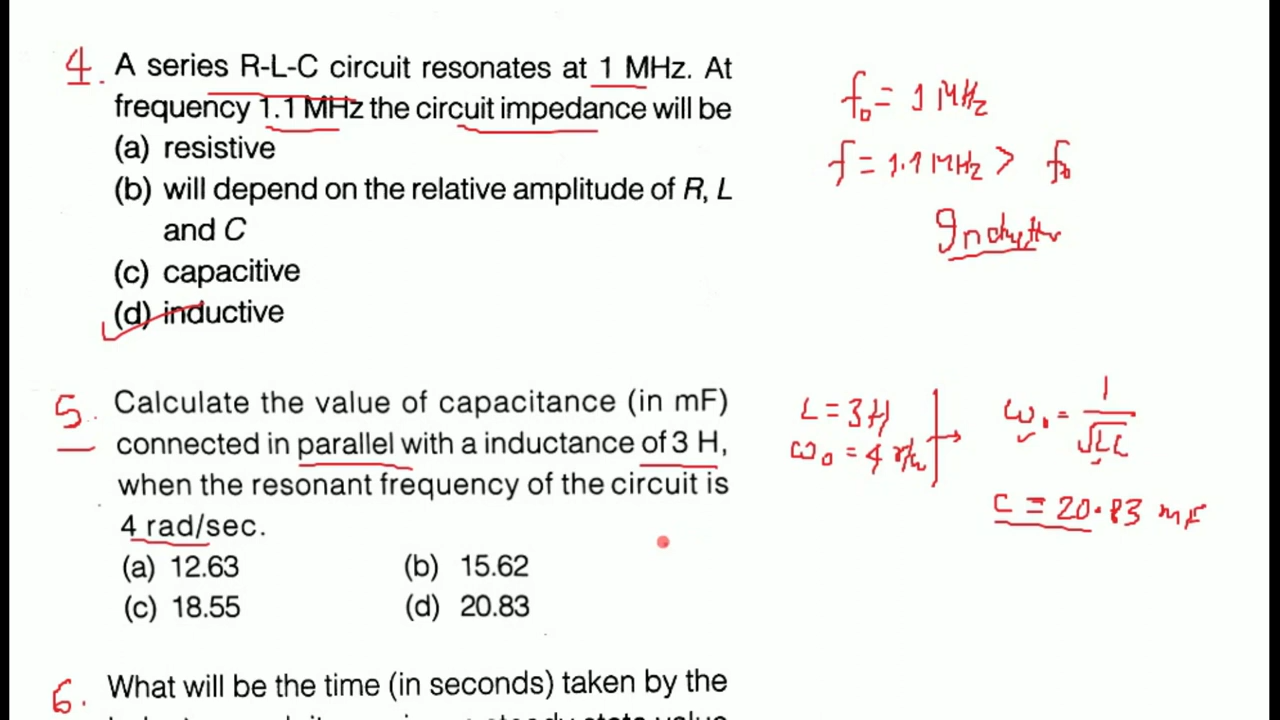 4. A series R-L-C circuit resonates at 1 MHz. At
frequency 1.1 MHz the circuit impedance will be
(a) resistive
(b) will depend on the relative amplitude of R, L
and C
(c) capacitive
(d) inductive
f₀ = 1 MHz
f = 1.1 MHz > f₀
5. Calculate the value of capacitance (in mF)
connected in parallel with a inductance of 3 H,
when the resonant frequency of the circuit is
4 rad/sec.
(a) 12.63 (b) 15.62
(c) 18.55 (d) 20.83
L = 3H
ω₀ = 4
ω₀ = 1/√LC
C = 20.83 mF
6. What will be the time (in seconds) taken by the